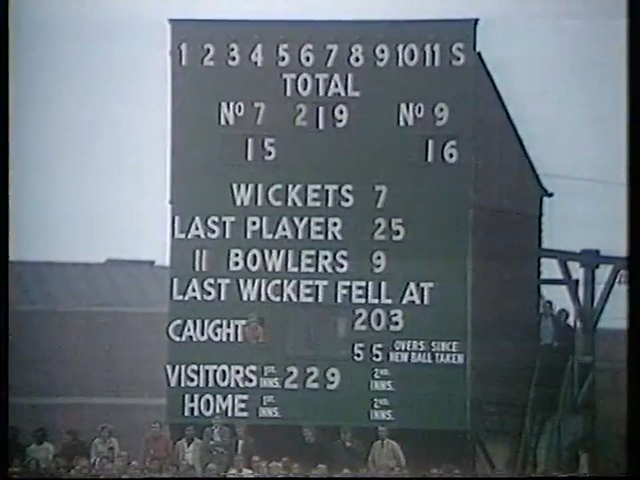 1 2 3 4 5 6 7 8 9 10 11 S
TOTAL
No 7 219 No 9
15 16
WICKETS 7
LAST PLAYER 25
11 BOWLERS 9
LAST WICKET FELL AT
CAUGHT 203
55 OVERS SINCE
NEW BALL TAKEN
VISITORS 1ST INNS. 229 2ND INNS.
HOME 1ST INNS. 2ND INNS.